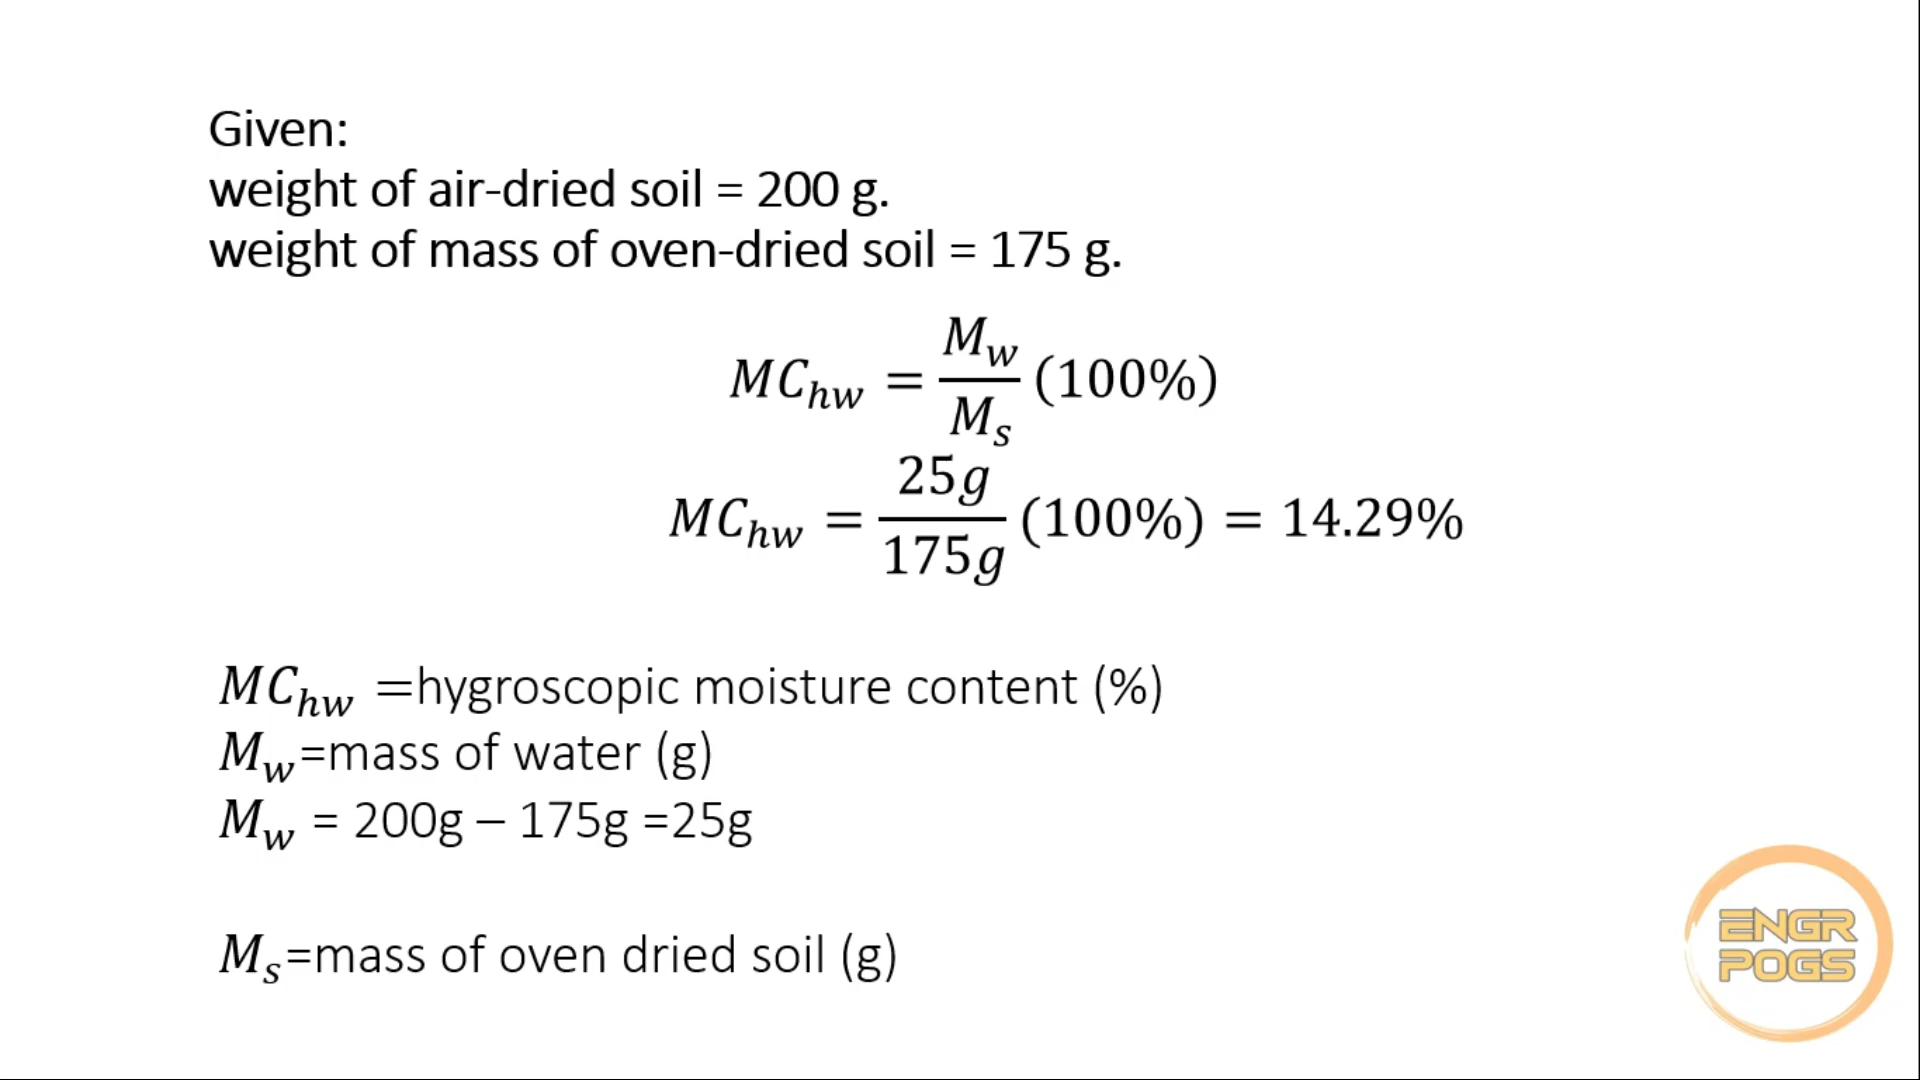 Given:
weight of air-dried soil = 200 g.
weight of mass of oven-dried soil = 175 g.
MC_hw = M_w / M_s (100%)
MC_hw = 25g / 175g (100%) = 14.29%
MC_hw =hygroscopic moisture content (%)
M_w=mass of water (g)
M_w = 200g – 175g =25g
M_s=mass of oven dried soil (g)
ENGR
POGS